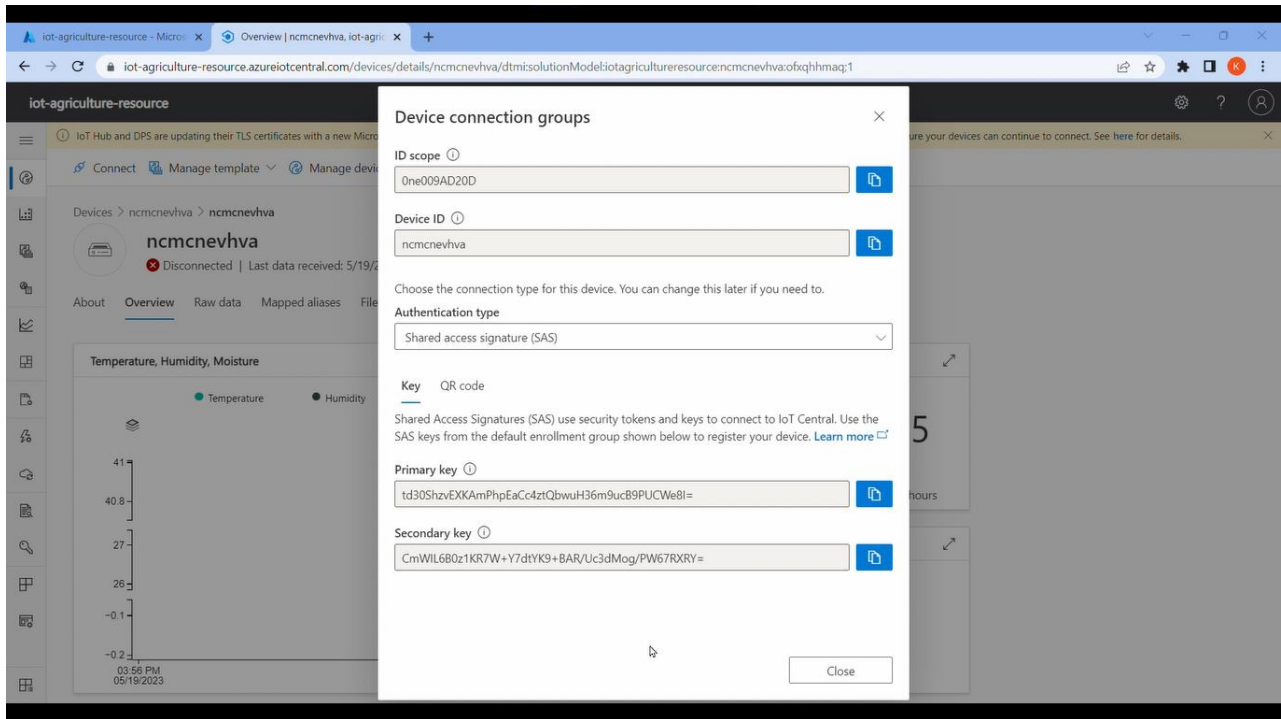 iot-agriculture-resource - Micros
Overview | ncmcnevhva, iot-agric
iot-agriculture-resource.azureiotcentral.com/devices/details/ncmcnevhva/dtmi:solutionModel:iotagricultureresource:ncmcnevhva:ofxqhhmaq;1
K
iot-agriculture-resource
?
IoT Hub and DPS are updating their TLS certificates with a new Micro
ure your devices can continue to connect. See here for details.
Connect
Manage template
Manage devic
Devices > ncmcnevhva > ncmcnevhva
ncmcnevhva
Disconnected | Last data received: 5/19/2
About
Overview
Raw data
Mapped aliases
File
Temperature, Humidity, Moisture
Temperature
Humidity
41
40.8
27
26
-0.1
-0.2
03:56 PM
05/19/2023
5
hours
Device connection groups
ID scope
0ne009AD20D
Device ID
ncmcnevhva
Choose the connection type for this device. You can change this later if you need to.
Authentication type
Shared access signature (SAS)
Key
QR code
Shared Access Signatures (SAS) use security tokens and keys to connect to IoT Central. Use the
SAS keys from the default enrollment group shown below to register your device. Learn more
Primary key
td30ShzvEXKAmPhpEaCc4ztQbwuH36m9ucB9PUCWe8I=
Secondary key
CmWIL6B0z1KR7W+Y7dtYK9+BAR/Uc3dMog/PW67RXRY=
Close